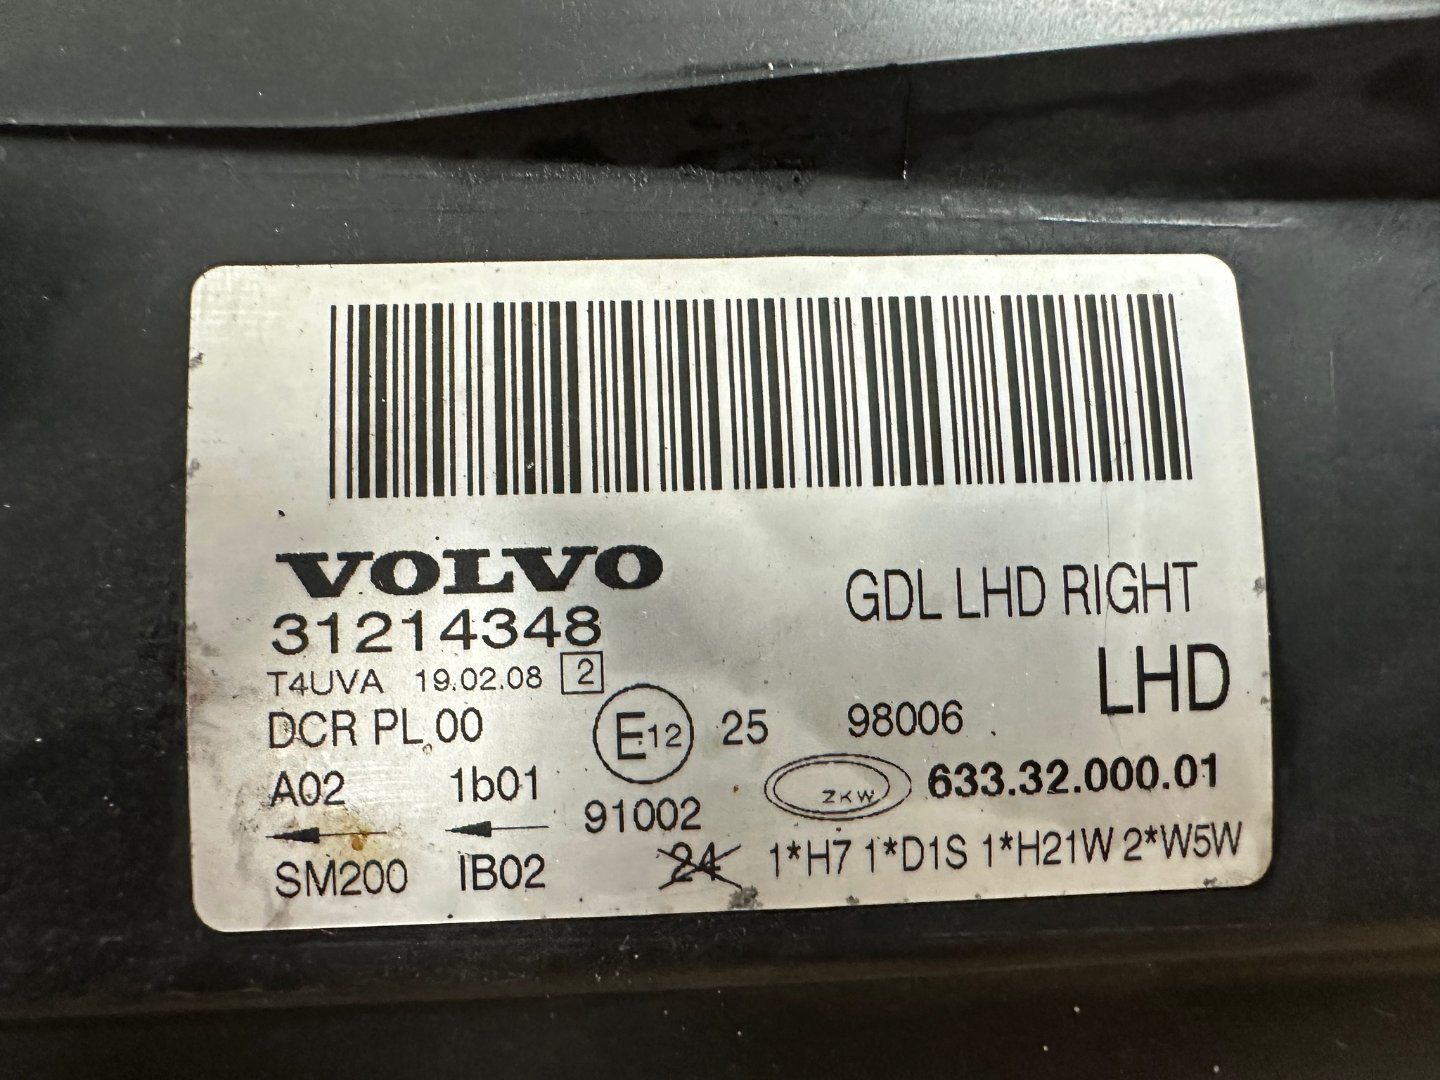 VOLVO
31214348
GDL LHD RIGHT
T4UVA 19.02.08 2
LHD
DCR PL 00 E12 25 98006
A02 1b01 91002 ZKW 633.32.000.01
SM200 IB02 24 1*H7 1*D1S 1*H21W 2*W5W